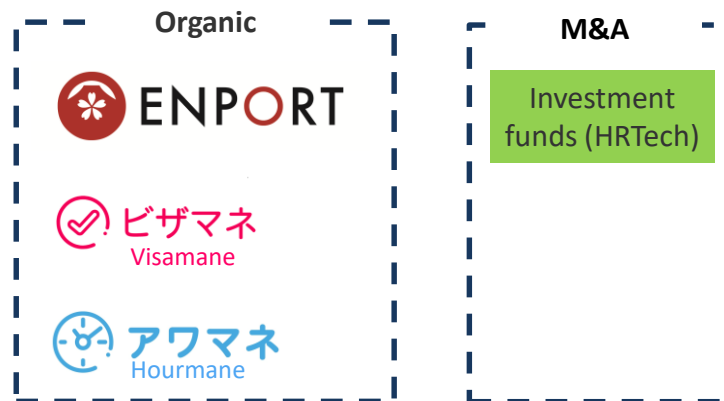 Organic
ENPORT
ビザマネ
Visamane
アワマネ
Hourmane
M&A
Investment
funds (HRTech)